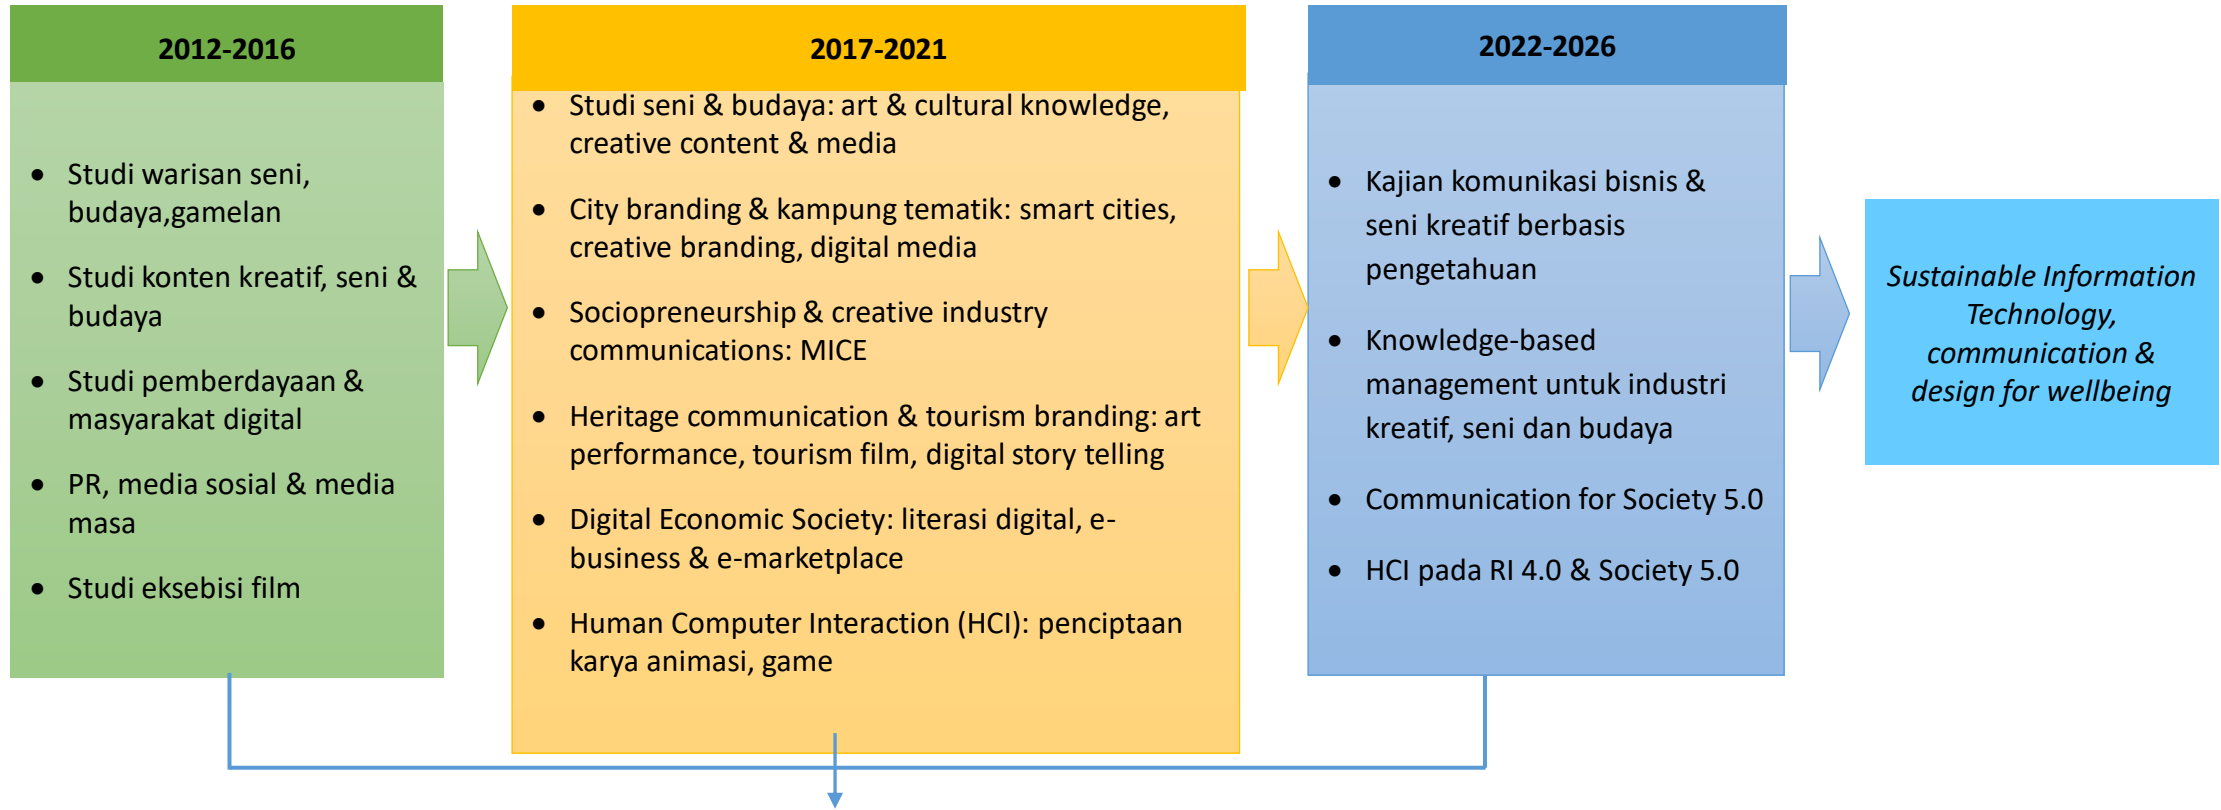 2012-2016
• Studi warisan seni,
budaya,gamelan
• Studi konten kreatif, seni &
budaya
• Studi pemberdayaan &
masyarakat digital
• PR, media sosial & media
masa
• Studi eksebisi film
2017-2021
• Studi seni & budaya: art & cultural knowledge,
creative content & media
• City branding & kampung tematik: smart cities,
creative branding, digital media
• Sociopreneurship & creative industry
communications: MICE
• Heritage communication & tourism branding: art
performance, tourism film, digital story telling
• Digital Economic Society: literasi digital, e-
business & e-marketplace
• Human Computer Interaction (HCI): penciptaan
karya animasi, game
2022-2026
• Kajian komunikasi bisnis &
seni kreatif berbasis
pengetahuan
• Knowledge-based
management untuk industri
kreatif, seni dan budaya
• Communication for Society 5.0
• HCI pada RI 4.0 & Society 5.0
Sustainable Information
Technology,
communication &
design for wellbeing